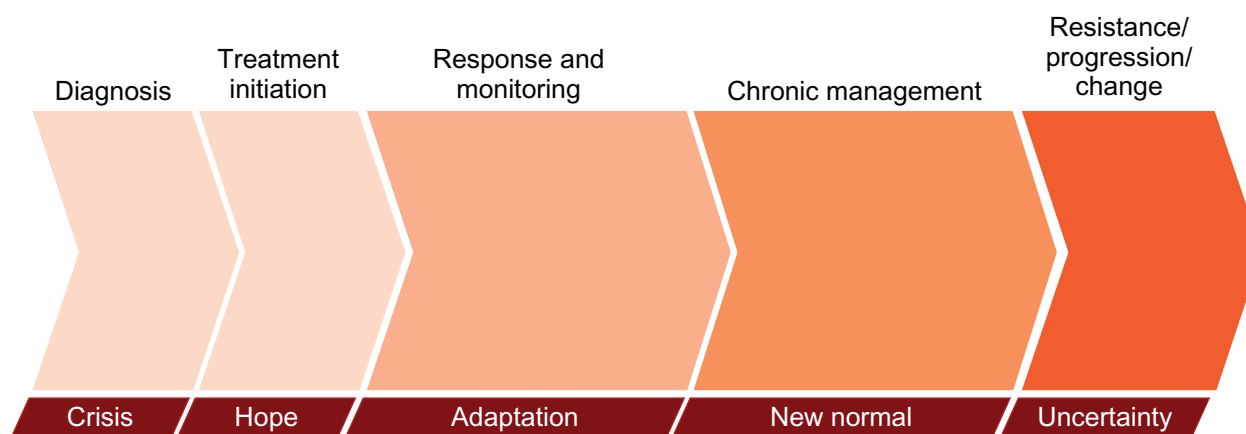 Diagnosis
Treatment
initiation
Response and
monitoring
Chronic management
Resistance/
progression/
change
Crisis
Hope
Adaptation
New normal
Uncertainty